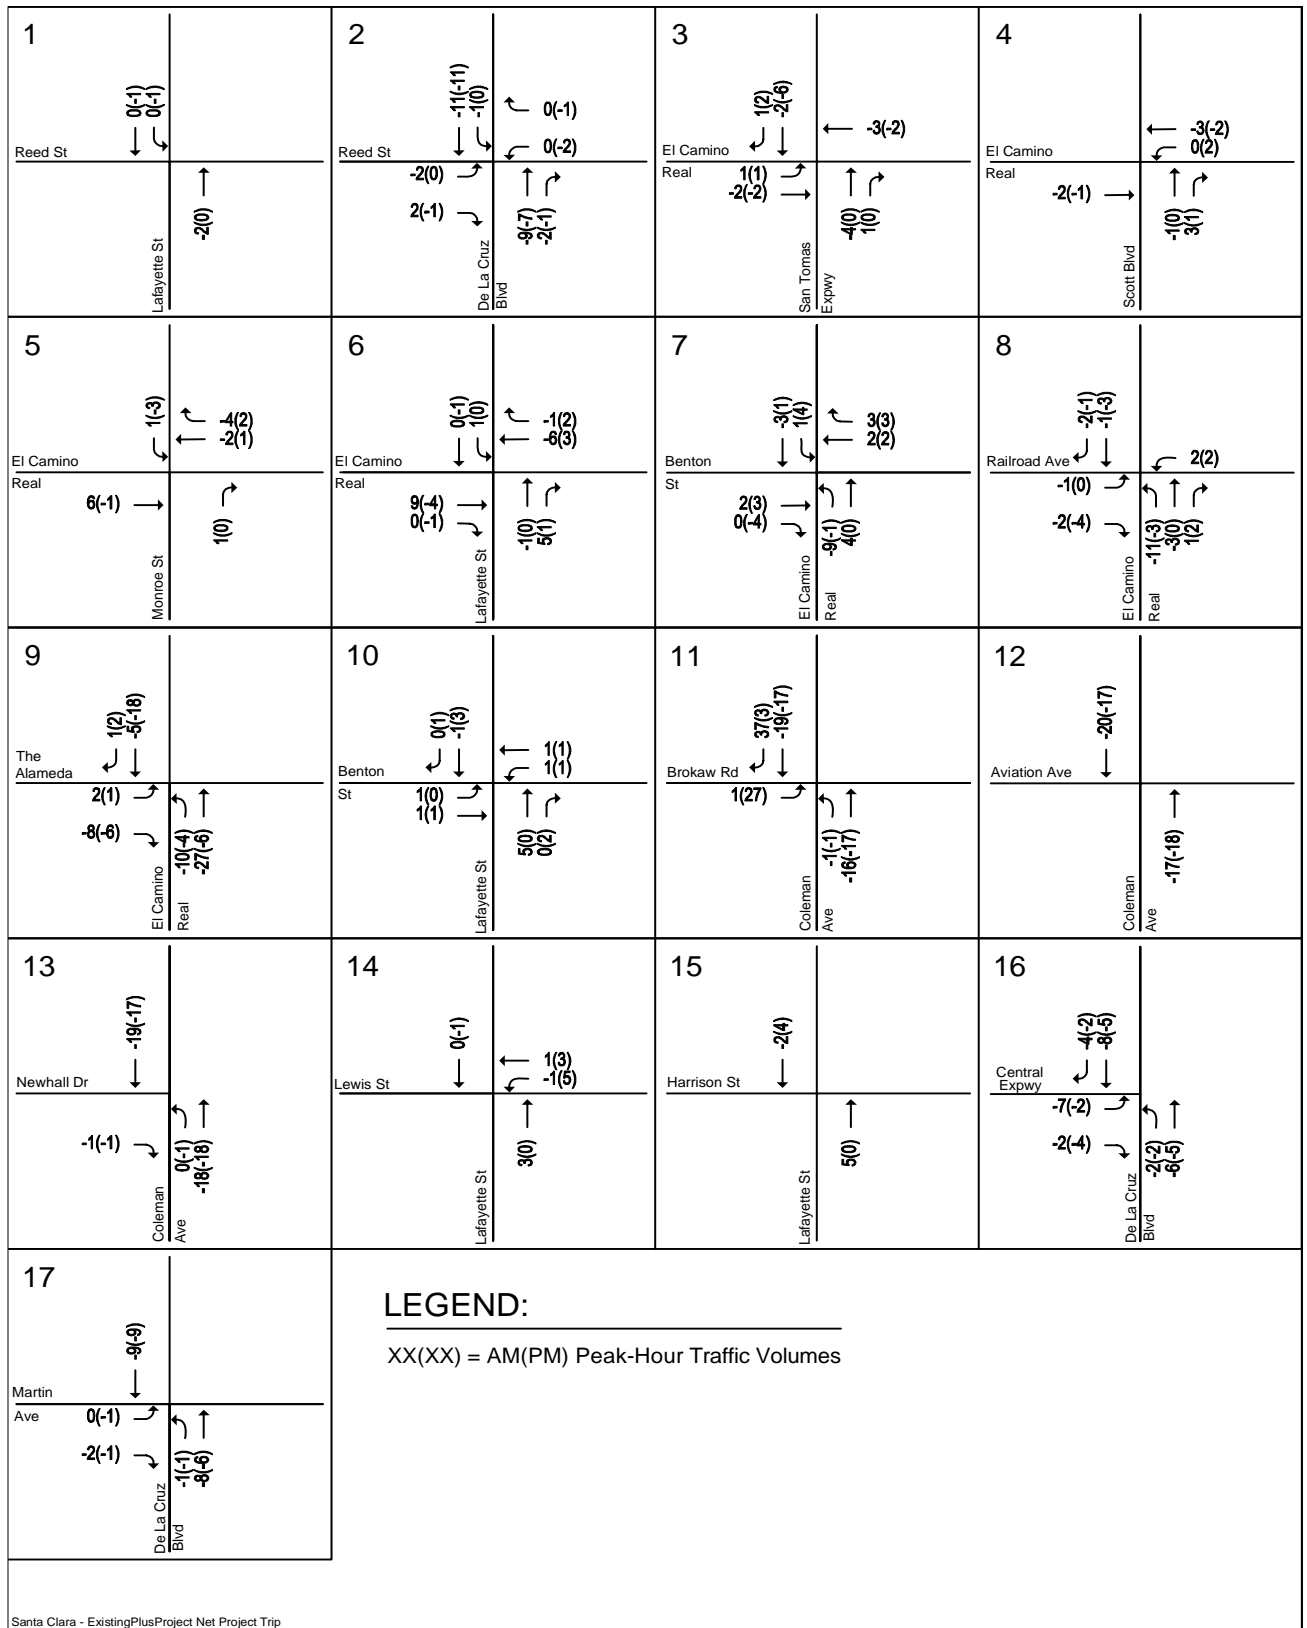 1
0(-1)
0(-1)
Reed St
-2(0)
Lafayette St
2
-11(-11)
-1(0)
0(-1)
0(-2)
Reed St
-2(0)
2(-1)
-9(-7)
-2(-1)
De La Cruz
Blvd
3
1(2)
-2(-6)
-3(-2)
El Camino
Real
1(1)
-2(-2)
-4(0)
1(0)
San Tomas
Expwy
4
-3(-2)
0(2)
El Camino
Real
-2(-1)
-1(0)
3(1)
Scott Blvd
5
1(-3)
-4(2)
-2(1)
El Camino
Real
6(-1)
1(0)
Monroe St
6
0(-1)
1(0)
-1(2)
-6(3)
El Camino
Real
9(-4)
0(-1)
-1(0)
5(1)
Lafayette St
7
-3(1)
1(4)
3(3)
2(2)
Benton
St
2(3)
0(-4)
-9(-1)
4(0)
El Camino
Real
8
-2(-1)
-1(-3)
2(2)
Railroad Ave
-1(0)
-2(-4)
-11(-3)
-3(0)
1(2)
El Camino
Real
9
1(2)
-5(-18)
The
Alameda
2(1)
-8(-6)
-10(-4)
-27(-6)
El Camino
Real
10
0(1)
-1(3)
1(1)
1(1)
Benton
St
1(0)
1(1)
5(0)
0(2)
Lafayette St
11
37(3)
-19(-17)
Brokaw Rd
1(27)
-1(-1)
-16(-17)
Coleman
Ave
12
-20(-17)
Aviation Ave
-17(-18)
Coleman
Ave
13
-19(-17)
Newhall Dr
-1(-1)
0(-1)
-18(-18)
Coleman
Ave
14
0(-1)
1(3)
-1(5)
Lewis St
3(0)
Lafayette St
15
-2(4)
Harrison St
5(0)
Lafayette St
16
-4(-2)
-8(-5)
Central
Expwy
-7(-2)
-2(-4)
-2(-2)
-6(-5)
De La Cruz
Blvd
17
-9(-9)
Martin
Ave
0(-1)
-2(-1)
-1(-1)
-8(-6)
De La Cruz
Blvd
LEGEND:
XX(XX) = AM(PM) Peak-Hour Traffic Volumes
Santa Clara - ExistingPlusProject Net Project Trip